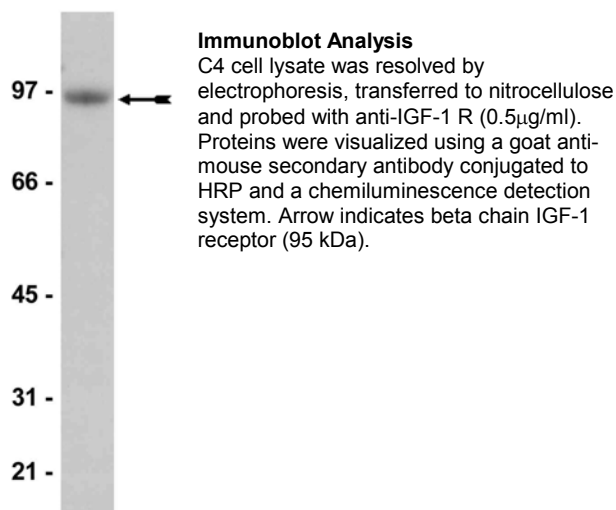 Immunoblot Analysis
C4 cell lysate was resolved by
electrophoresis, transferred to nitrocellulose
and probed with anti-IGF-1 R (0.5μg/ml).
Proteins were visualized using a goat anti-
mouse secondary antibody conjugated to
HRP and a chemiluminescence detection
system. Arrow indicates beta chain IGF-1
receptor (95 kDa).
97 -
66 -
45 -
31 -
21 -